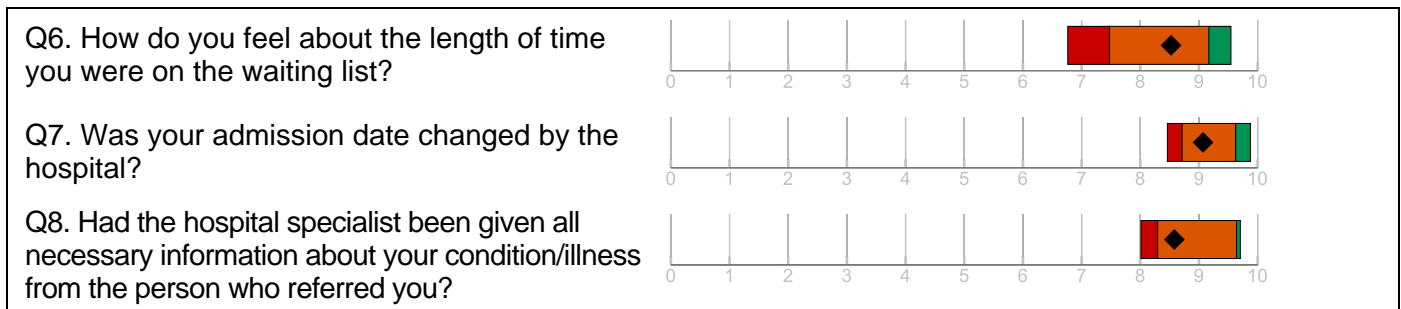 Q6. How do you feel about the length of time
you were on the waiting list?
0 1 2 3 4 5 6 7 8 9 10
Q7. Was your admission date changed by the
hospital?
0 1 2 3 4 5 6 7 8 9 10
Q8. Had the hospital specialist been given all
necessary information about your condition/illness
from the person who referred you?
0 1 2 3 4 5 6 7 8 9 10